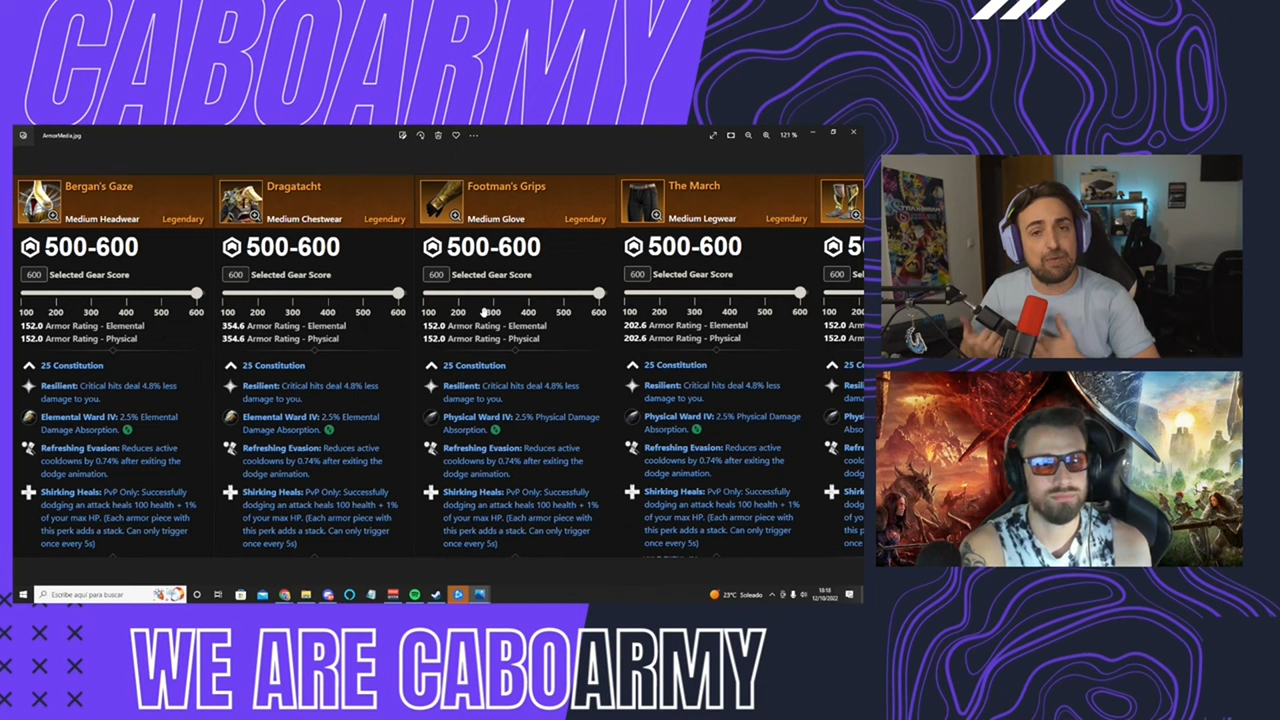 CABOARMY
ArmorMedia.jpg
121 %
Bergan's Gaze
Medium Headwear Legendary
500-600
600 Selected Gear Score
100 200 300 400 500 600
152.0 Armor Rating - Elemental
152.0 Armor Rating - Physical
25 Constitution
Resilient: Critical hits deal 4.8% less
damage to you.
Elemental Ward IV: 2.5% Elemental
Damage Absorption.
Refreshing Evasion: Reduces active
cooldowns by 0.74% after exiting the
dodge animation.
Shirking Heals: PvP Only: Successfully
dodging an attack heals 100 health + 1%
of your max HP. (Each armor piece with
this perk adds a stack. Can only trigger
once every 5s)
Dragatacht
Medium Chestwear Legendary
500-600
600 Selected Gear Score
100 200 300 400 500 600
354.6 Armor Rating - Elemental
354.6 Armor Rating - Physical
25 Constitution
Resilient: Critical hits deal 4.8% less
damage to you.
Elemental Ward IV: 2.5% Elemental
Damage Absorption.
Refreshing Evasion: Reduces active
cooldowns by 0.74% after exiting the
dodge animation.
Shirking Heals: PvP Only: Successfully
dodging an attack heals 100 health + 1%
of your max HP. (Each armor piece with
this perk adds a stack. Can only trigger
once every 5s)
Footman's Grips
Medium Glove Legendary
500-600
600 Selected Gear Score
100 200 300 400 500 600
152.0 Armor Rating - Elemental
152.0 Armor Rating - Physical
25 Constitution
Resilient: Critical hits deal 4.8% less
damage to you.
Physical Ward IV: 2.5% Physical Damage
Absorption.
Refreshing Evasion: Reduces active
cooldowns by 0.74% after exiting the
dodge animation.
Shirking Heals: PvP Only: Successfully
dodging an attack heals 100 health + 1%
of your max HP. (Each armor piece with
this perk adds a stack. Can only trigger
once every 5s)
The March
Medium Legwear Legendary
500-600
600 Selected Gear Score
100 200 300 400 500 600
202.6 Armor Rating - Elemental
202.6 Armor Rating - Physical
25 Constitution
Resilient: Critical hits deal 4.8% less
damage to you.
Physical Ward IV: 2.5% Physical Damage
Absorption.
Refreshing Evasion: Reduces active
cooldowns by 0.74% after exiting the
dodge animation.
Shirking Heals: PvP Only: Successfully
dodging an attack heals 100 health + 1%
of your max HP. (Each armor piece with
this perk adds a stack. Can only trigger
once every 5s)
600 Sele
100
152.0 Armor
152.0 Armor
25 Con
Escribe aquí para buscar
23°C Soleado
18:18
12/10/2022
WE ARE CABOARMY